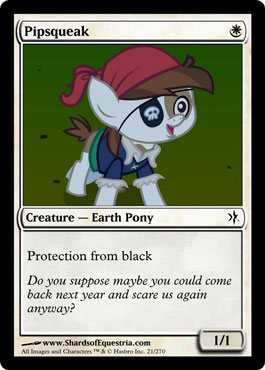 Pipsqueak
Creature — Earth Pony
Protection from black
Do you suppose maybe you could come
back next year and scare us again
anyway?
www.ShardsofEquestria.com
All Images and Characters ™ & © Hasbro Inc. 21/270
1/1